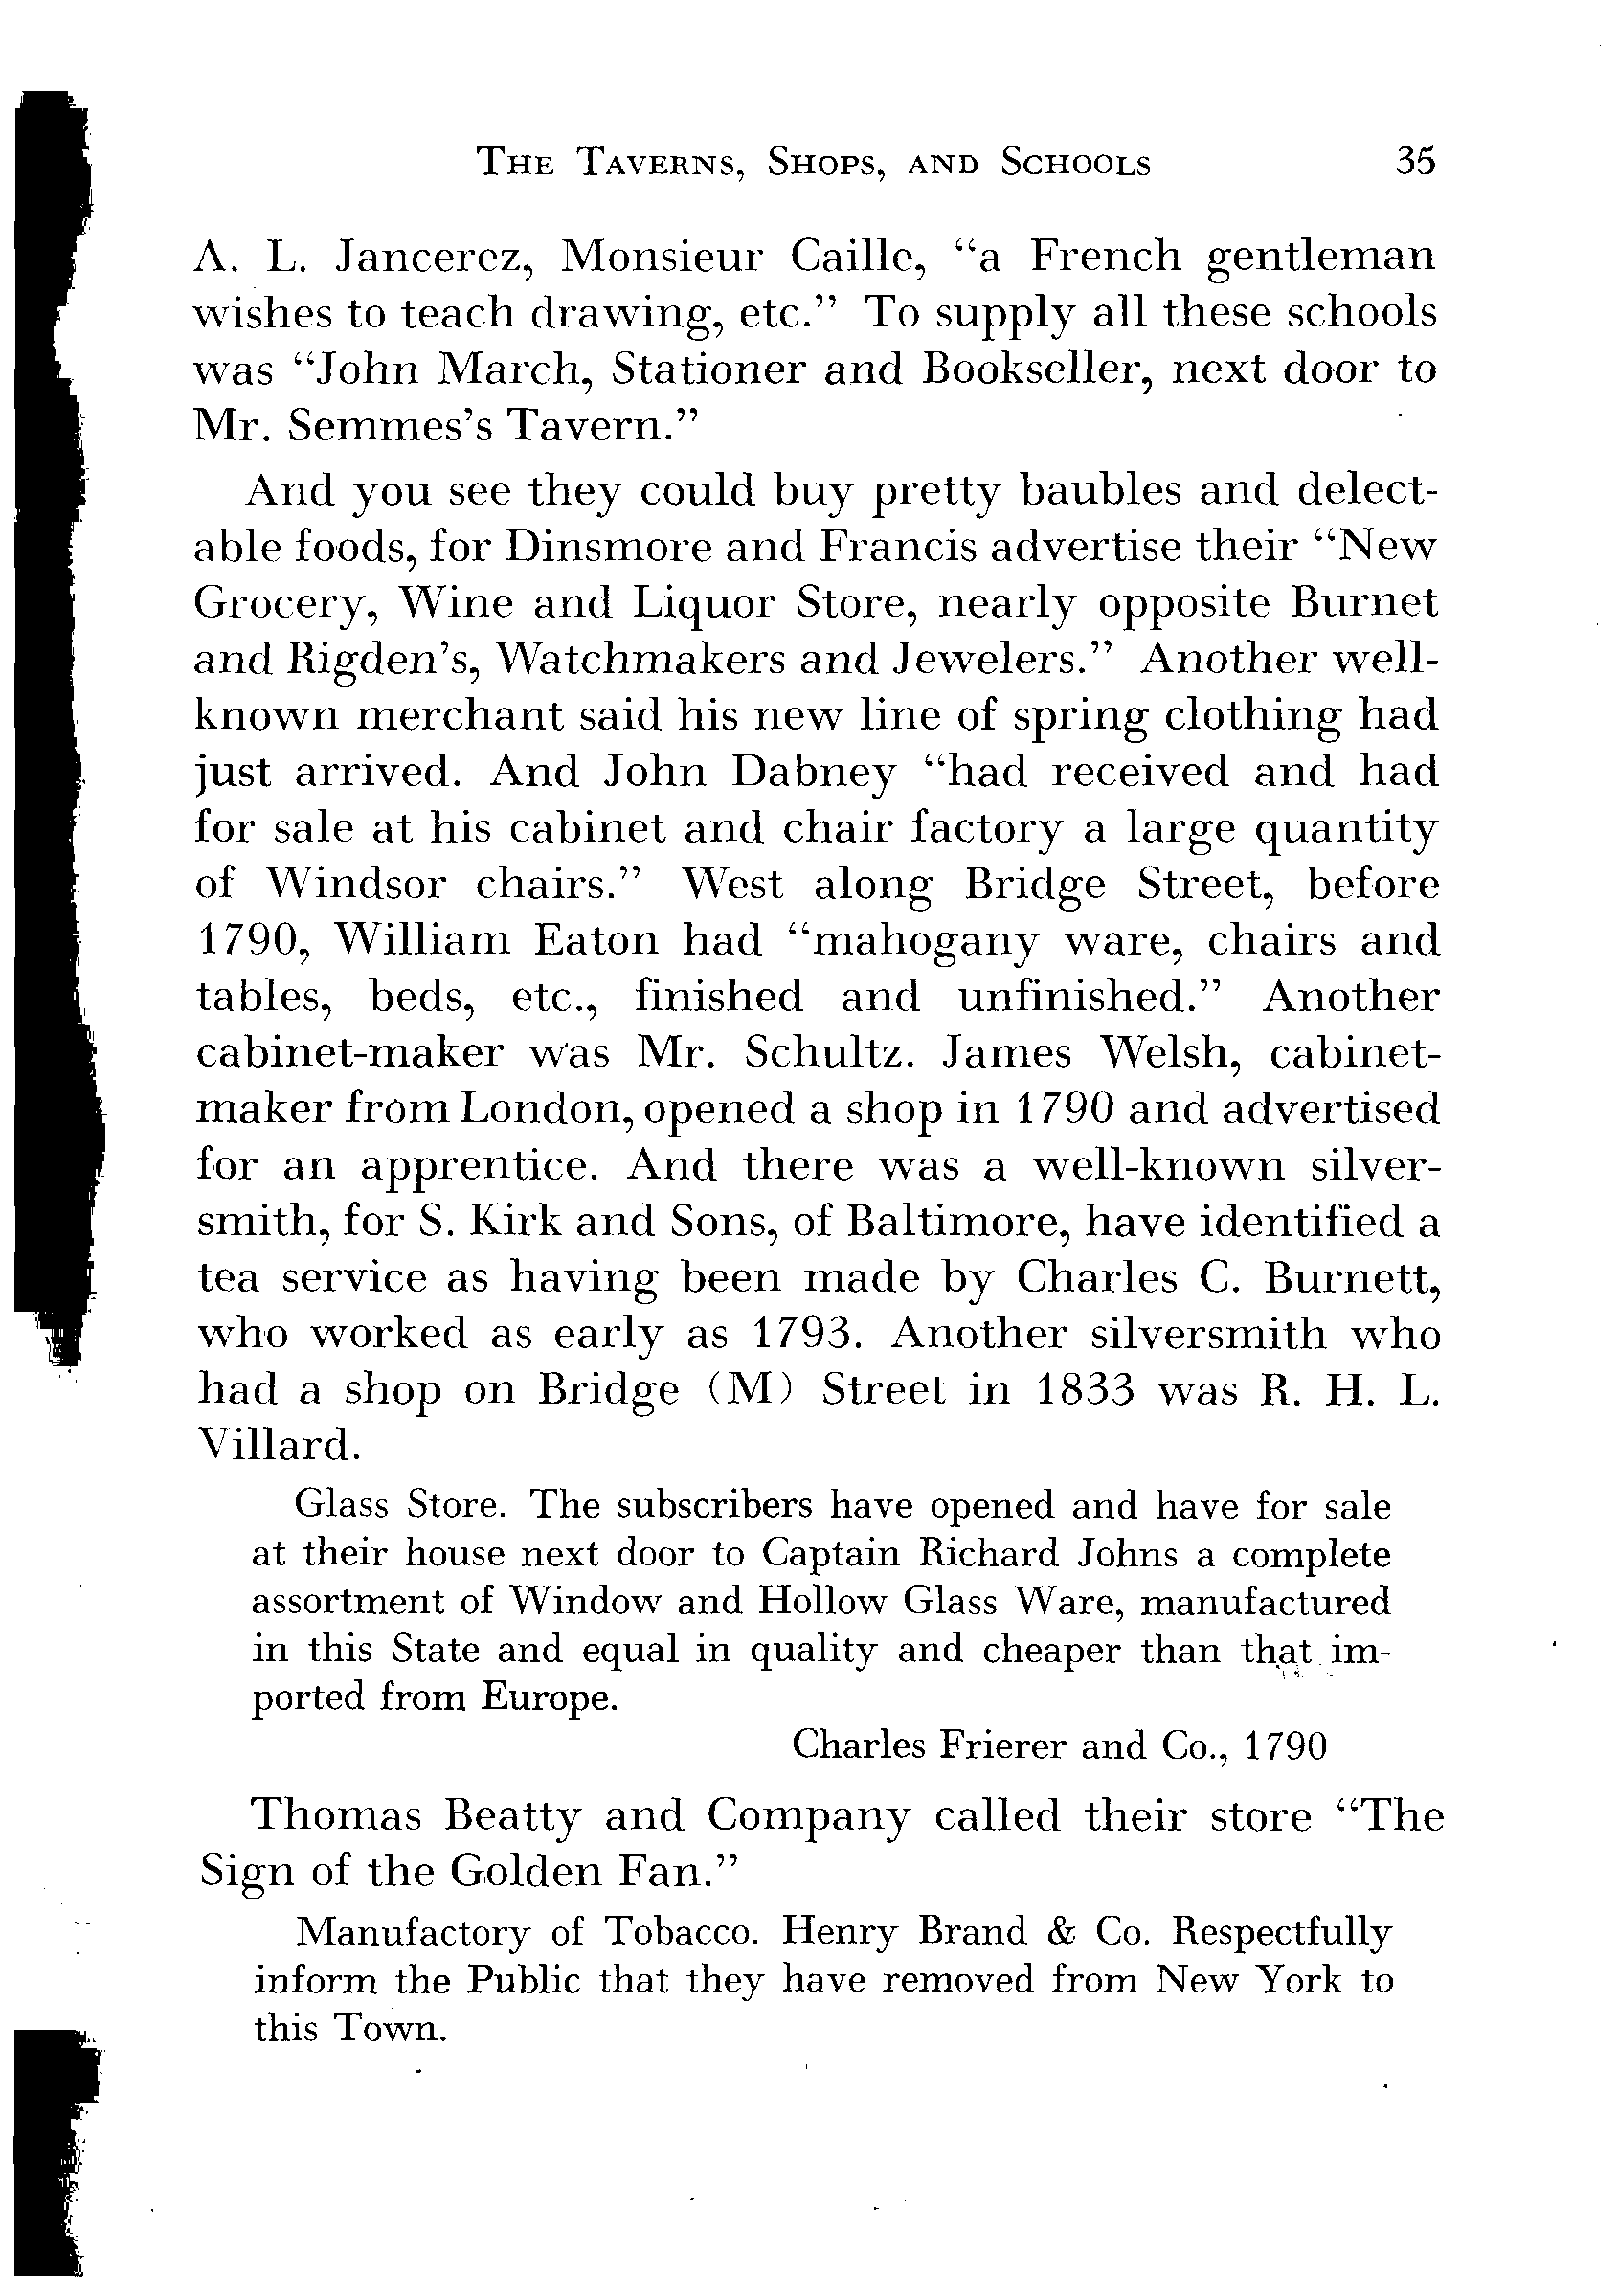 THE TAVERNS, SHOPS, AND SCHOOLS 35
A. L. Jancerez, Monsieur Caille, “a French gentleman
wishes to teach drawing, etc.” To supply all these schools
was “John March, Stationer and Bookseller, next door to
Mr. Semmes’s Tavern.”
And you see they could buy pretty baubles and delect-
able foods, for Dinsmore and Francis advertise their “New
Grocery, Wine and Liquor Store, nearly opposite Burnet
and Rigden’s, Watchmakers and Jewelers.” Another well-
known merchant said his new line of spring clothing had
just arrived. And John Dabney “had received and had
for sale at his cabinet and chair factory a large quantity
of Windsor chairs.” West along Bridge Street, before
1790, William Eaton had “mahogany ware, chairs and
tables, beds, etc., finished and unfinished.” Another
cabinet-maker was Mr. Schultz. James Welsh, cabinet-
maker from London, opened a shop in 1790 and advertised
for an apprentice. And there was a well-known silver-
smith, for S. Kirk and Sons, of Baltimore, have identified a
tea service as having been made by Charles C. Burnett,
who worked as early as 1793. Another silversmith who
had a shop on Bridge (M) Street in 1833 was R. H. L.
Villard.
Glass Store. The subscribers have opened and have for sale
at their house next door to Captain Richard Johns a complete
assortment of Window and Hollow Glass Ware, manufactured
in this State and equal in quality and cheaper than that im-
ported from Europe.
Charles Frierer and Co., 1790
Thomas Beatty and Company called their store “The
Sign of the Golden Fan.”
Manufactory of Tobacco. Henry Brand & Co. Respectfully
inform the Public that they have removed from New York to
this Town.